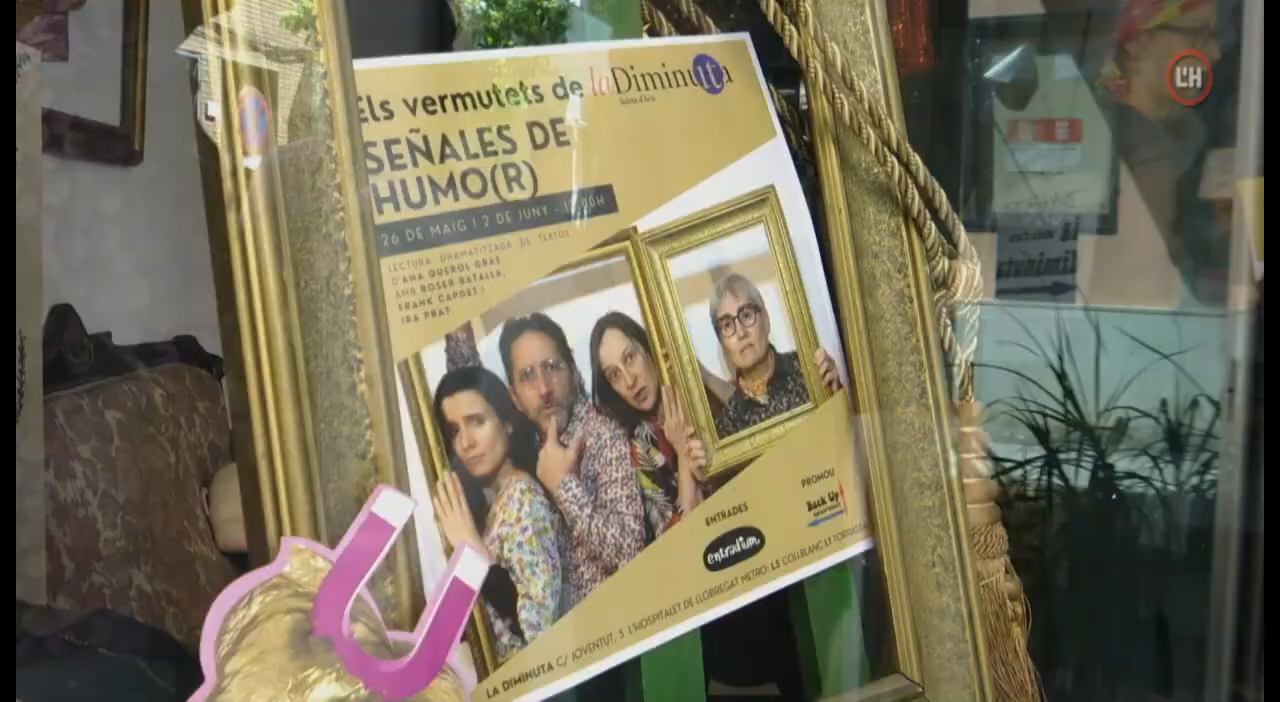 Els vermutets de laDiminuta
Saleta d'Arts
SEÑALES DE
HUMO(R)
26 DE MAIG I 2 DE JUNY -
LECTURA DRAMATITZADA DE TEXTOS
D'ANA QUEROL GRAS
AMB ROSER BATALLA,
FRANK CAPDET I
IRA PRAT
PROMOU
Back Up
ENTRADES
entradium
LA DIMINUTA C/ JOVENTUT, 5 L'HOSPITALET DE LLOBREGAT METRO: L5 COLLBLANC L1 TORRASSA
L'H